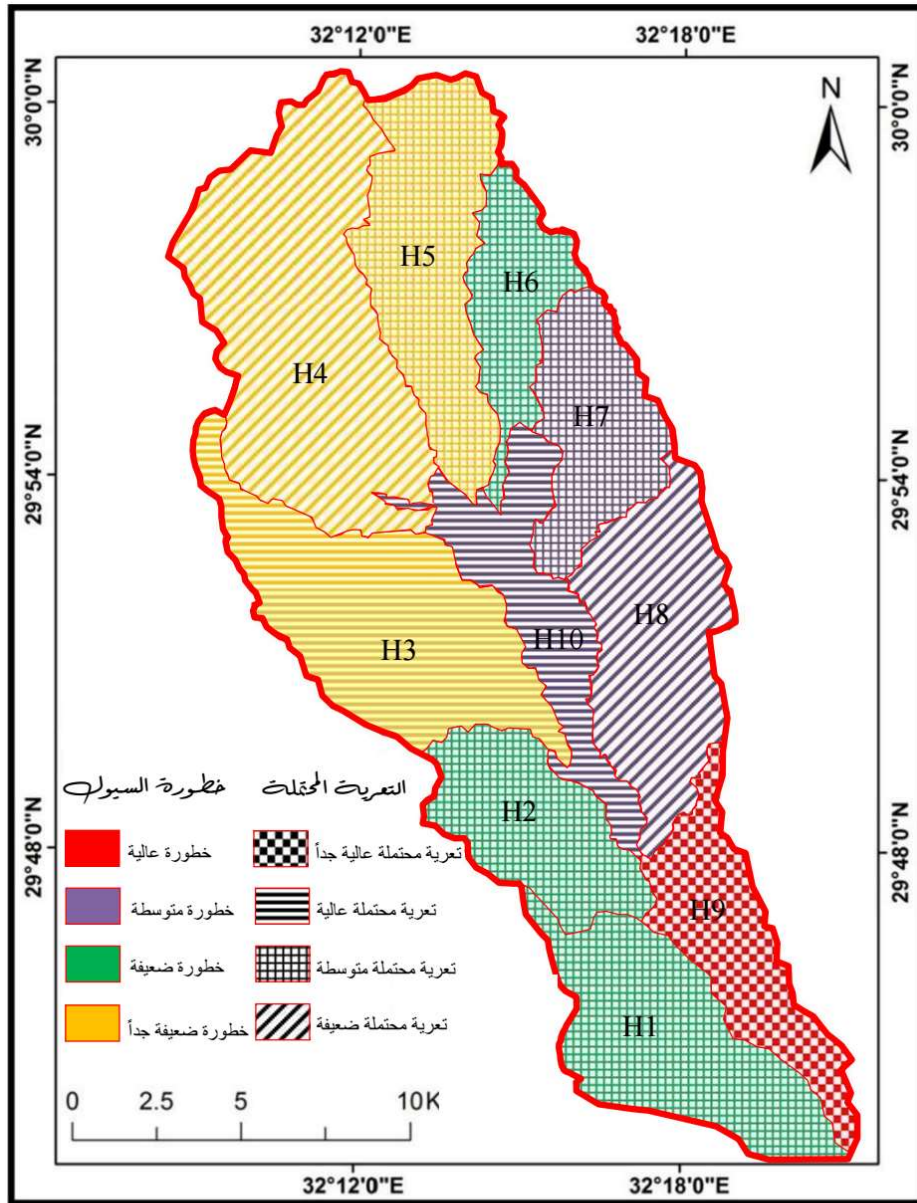 32°12'0"E 32°18'0"E
30°0'0"N 30°0'0"N
N
H5
H6
H4
H7
29°54'0"N 29°54'0"N
H8
H10
H3
خطورة السيول التعرية المحتملة
H2
29°48'0"N 29°48'0"N
خطورة عالية تعرية محتملة عالية جداً
خطورة متوسطة تعرية محتملة عالية
H9
خطورة ضعيفة تعرية محتملة متوسطة
خطورة ضعيفة جداً تعرية محتملة ضعيفة
H1
0 2.5 5 10K
32°12'0"E 32°18'0"E